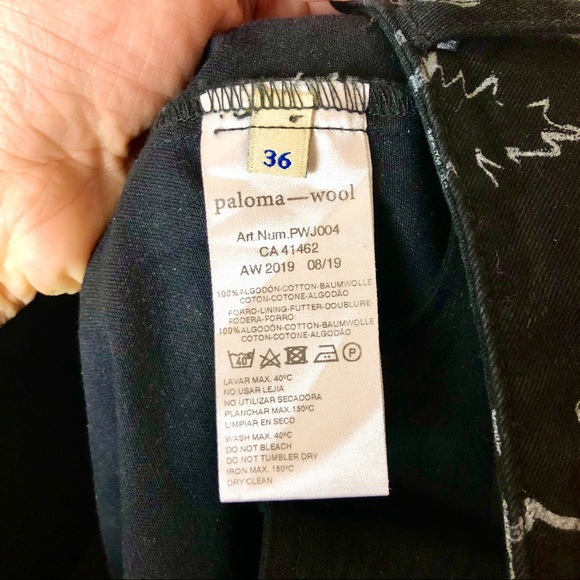 36
paloma—wool
Art.Num.PWJ004
CA 41462
AW 2019 08/19
100% ALGODÓN-COTTON-BAUMWOLLE
COTON-COTONE-ALGODÃO
FORRO-LINING-FUTTER-DOUBLURE-
FODERA-FORRO:
100% ALGODÓN-COTTON-BAUMWOLLE
COTON-COTONE-ALGODÃO
40° P
LAVAR MAX. 40ºC
NO USAR LEJIA
NO UTILIZAR SECADORA
PLANCHAR MAX.150ºC
LIMPIAR EN SECO
WASH MAX. 40ºC
DO NOT BLEACH
DO NOT TUMBLER DRY
IRON MAX. 150ºC
DRY CLEAN